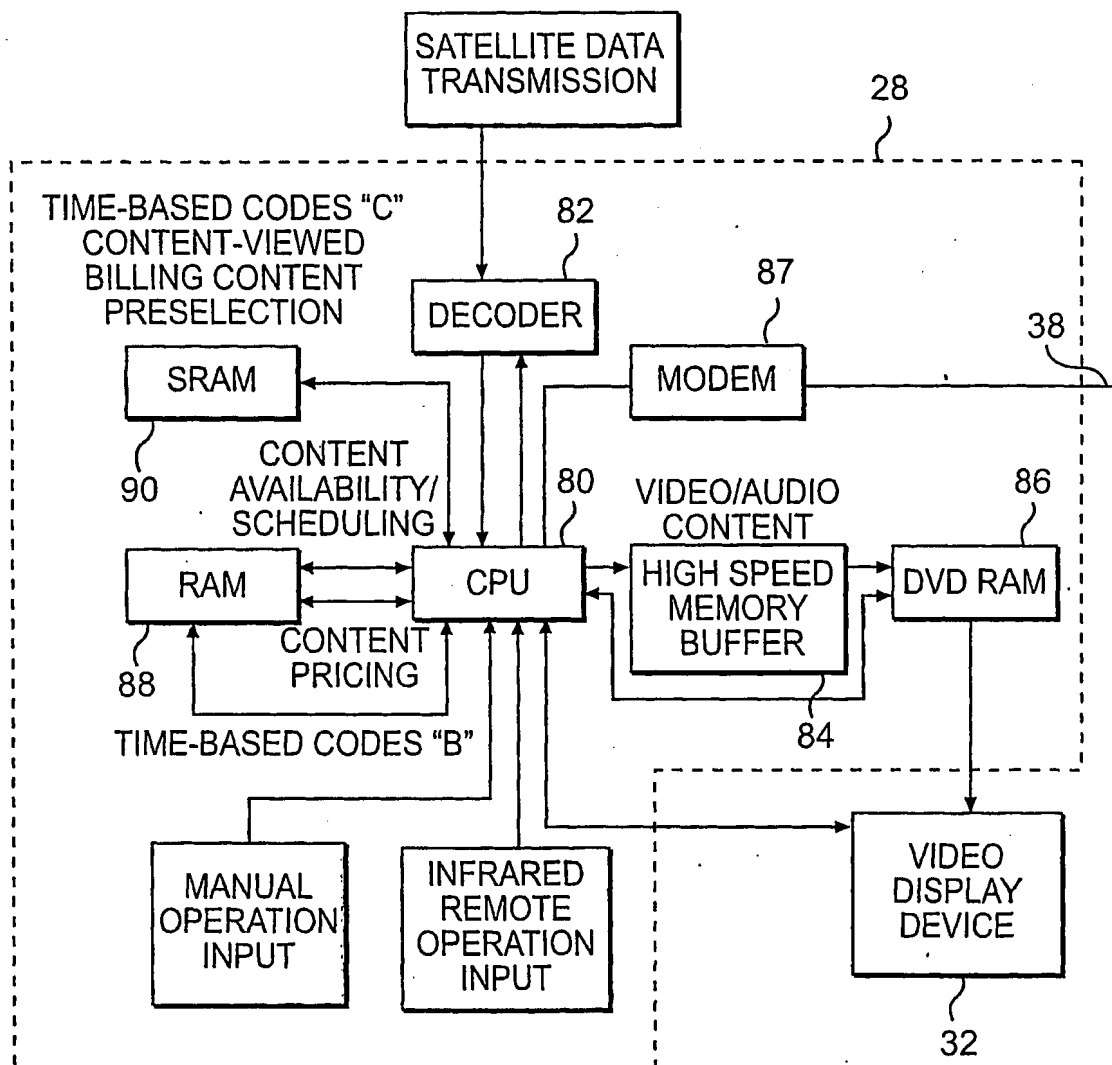 SATELLITE DATA
TRANSMISSION
28
TIME-BASED CODES “C”
CONTENT-VIEWED
BILLING CONTENT
PRESELECTION
82
DECODER
87
MODEM
38
SRAM
90
CONTENT
AVAILABILITY/
SCHEDULING
80
VIDEO/AUDIO
CONTENT
86
RAM
CPU
HIGH SPEED
MEMORY
BUFFER
DVD RAM
88
CONTENT
PRICING
84
TIME-BASED CODES “B”
MANUAL
OPERATION
INPUT
INFRARED
REMOTE
OPERATION
INPUT
VIDEO
DISPLAY
DEVICE
32